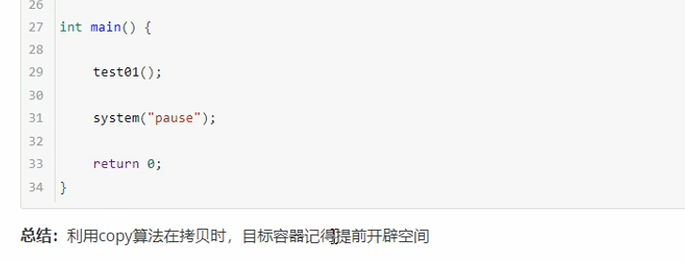 26
27 int main() {
28
29 test01();
30
31 system("pause");
32
33 return 0;
34 }
总结：利用copy算法在拷贝时，目标容器记得提前开辟空间